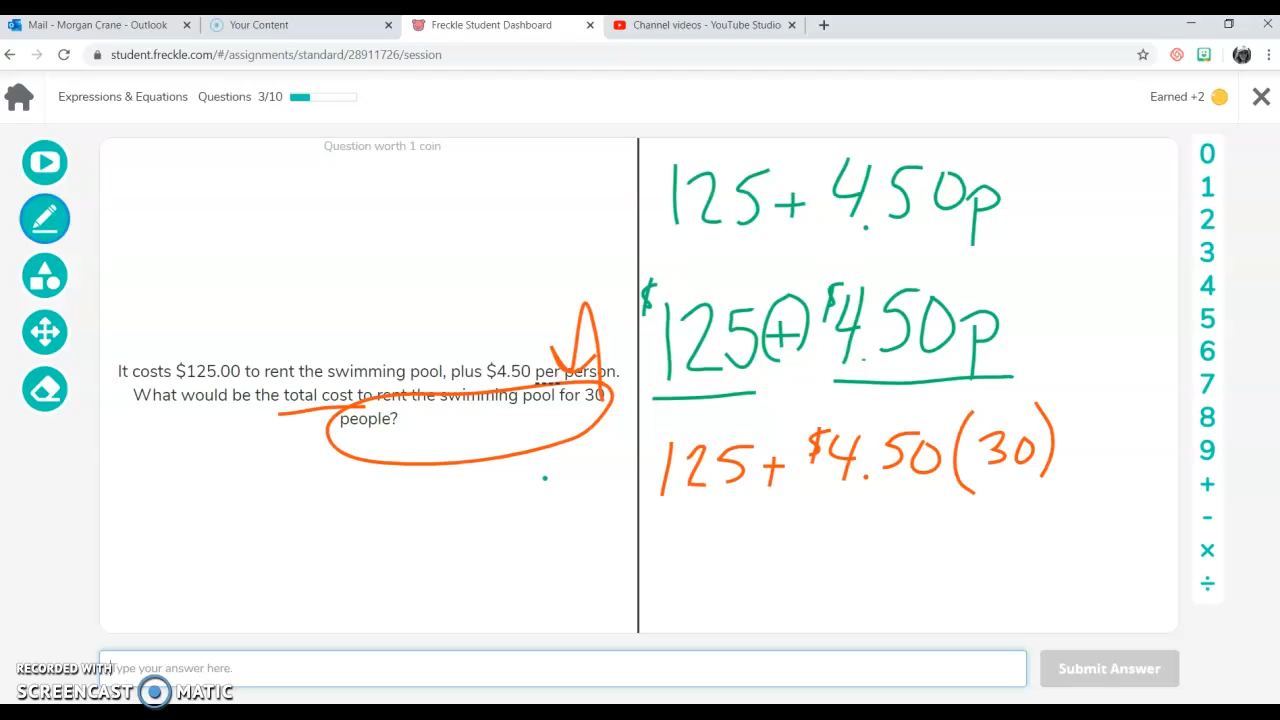 Mail - Morgan Crane - Outlook × Your Content × Freckle Student Dashboard × Channel videos - YouTube Studio × +
student.freckle.com/#/assignments/standard/28911726/session
Expressions & Equations Questions 3/10 Earned +2
Question worth 1 coin
It costs $125.00 to rent the swimming pool, plus $4.50 per person.
What would be the total cost to rent the swimming pool for 30
people?
125 + 4.50p
$125 (+) $4.50p
125 + $4.50(30)
0
1
2
3
4
5
6
7
8
9
+
-
×
÷
Type your answer here.
Submit Answer
RECORDED WITH
SCREENCAST MATIC